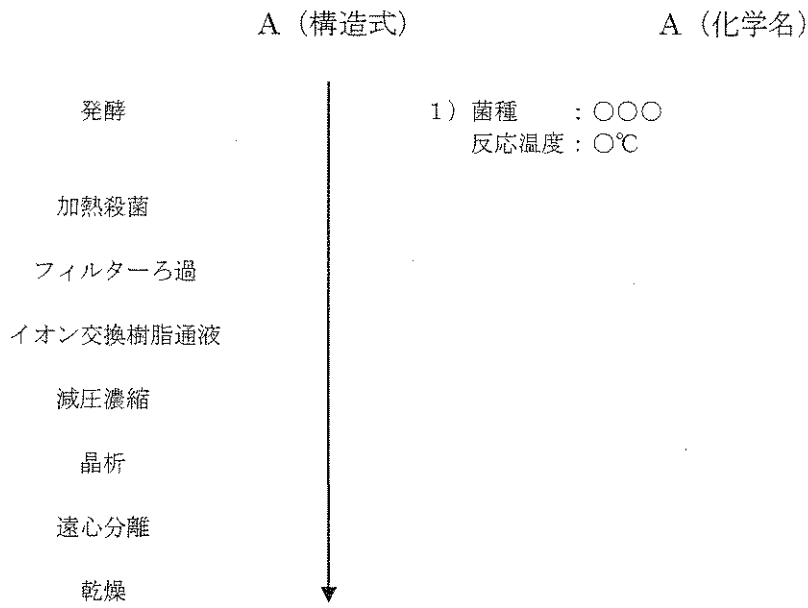 A（構造式）
A（化学名）
発酵
1）菌種　　：○○○
反応温度：○℃
加熱殺菌
フィルターろ過
イオン交換樹脂通液
減圧濃縮
晶析
遠心分離
乾燥